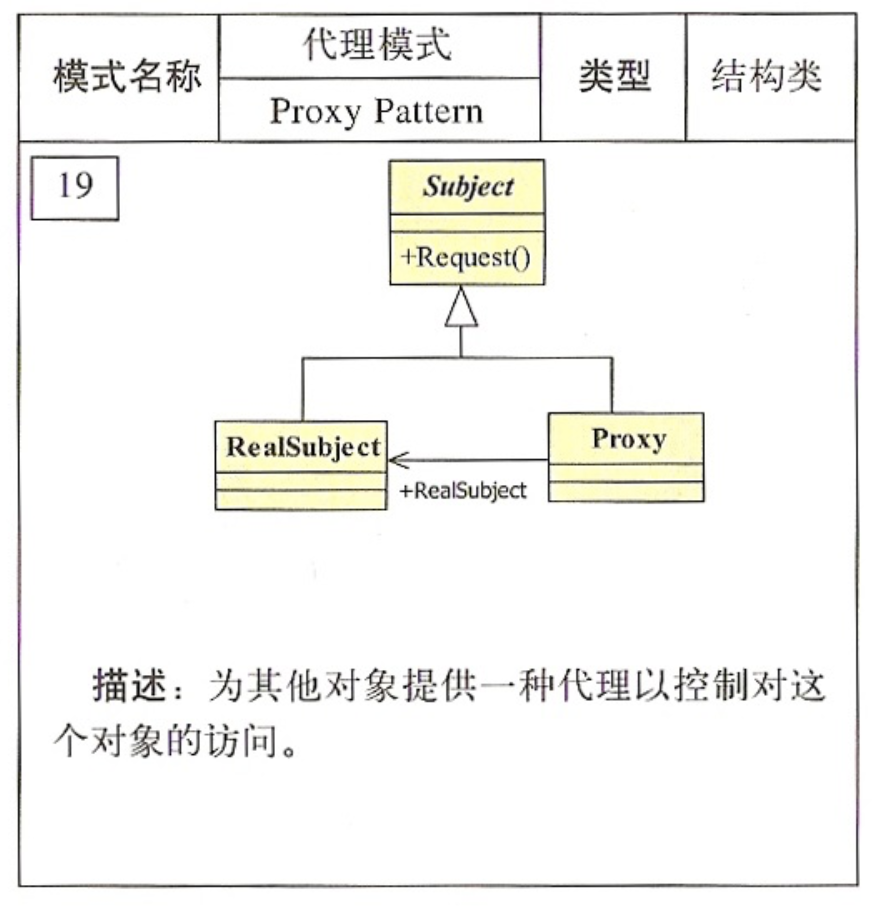 模式名称
代理模式
Proxy Pattern
类型
结构类
19
Subject
+Request()
RealSubject
Proxy
+RealSubject
描述：为其他对象提供一种代理以控制对这
个对象的访问。